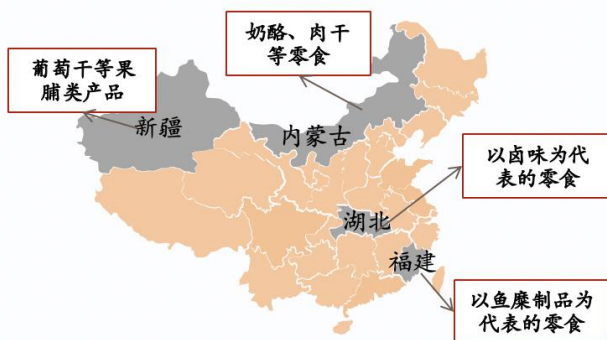 奶酪、肉干
等零食
葡萄干等果
脯类产品
新疆
内蒙古
以卤味为代
表的零食
湖北
福建
以鱼糜制品为
代表的零食